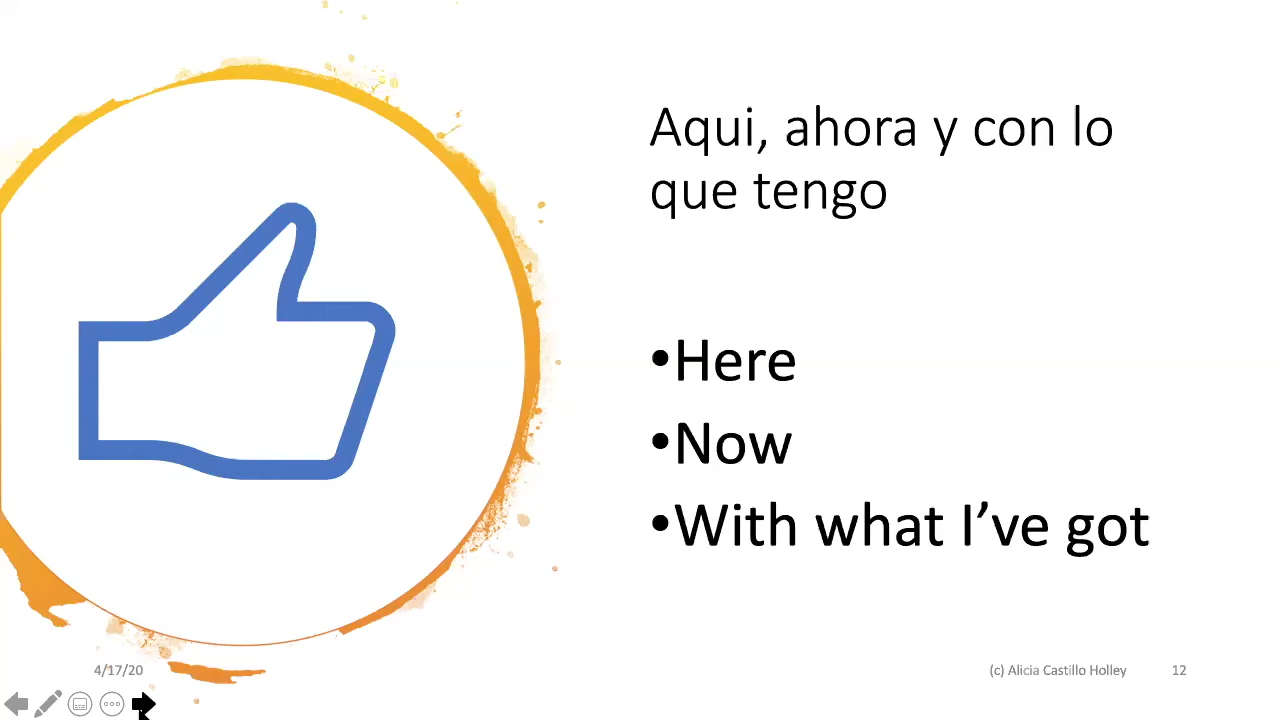 Aqui, ahora y con lo
que tengo
•Here
•Now
•With what I’ve got
4/17/20
(c) Alicia Castillo Holley
12